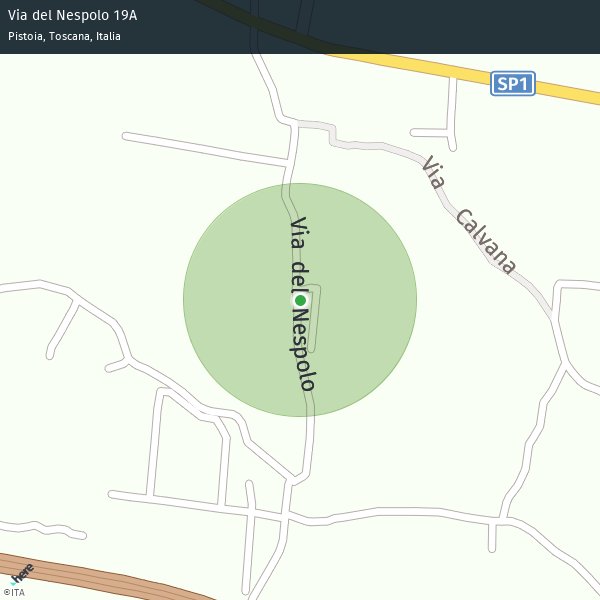 Via del Nespolo 19A
Pistoia, Toscana, Italia
SP1
Via Calvana
Via del Nespolo
here
©ITA